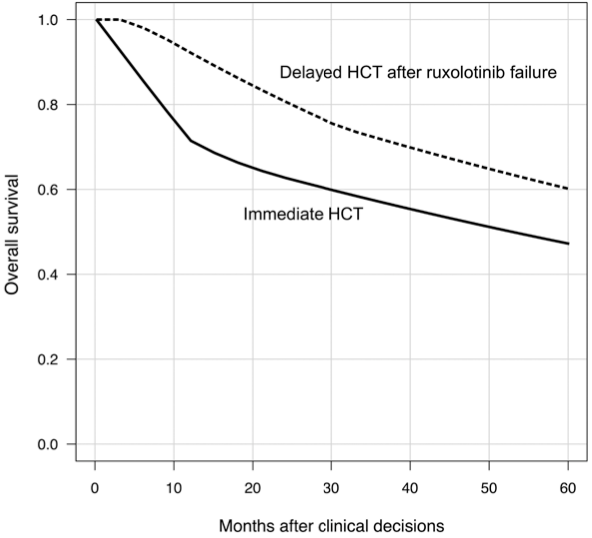 1.0
0.8
0.6
0.4
0.2
0.0
Overall survival
Delayed HCT after ruxolotinib failure
Immediate HCT
0 10 20 30 40 50 60
Months after clinical decisions